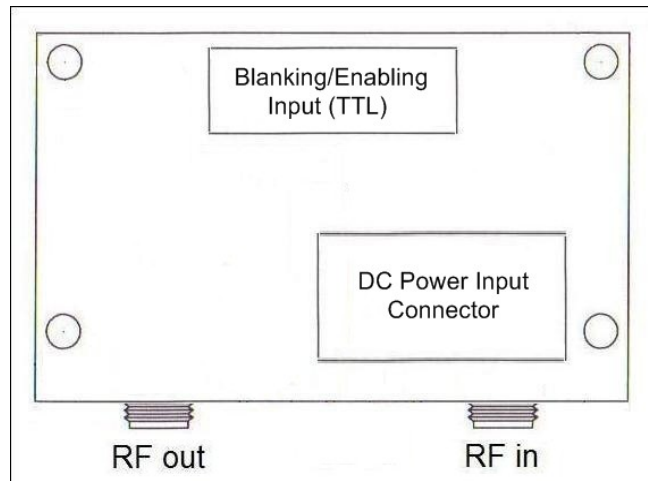 Blanking/Enabling
Input (TTL)
DC Power Input
Connector
RF out
RF in